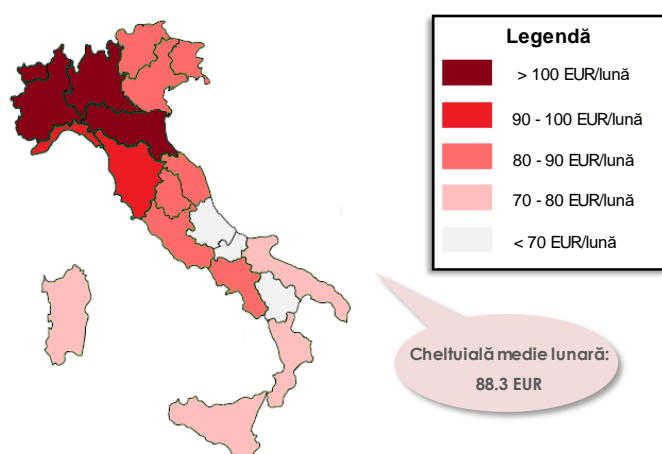 Legendă
> 100 EUR/lună
90 - 100 EUR/lună
80 - 90 EUR/lună
70 - 80 EUR/lună
< 70 EUR/lună
Cheltuială medie lunară:
88.3 EUR